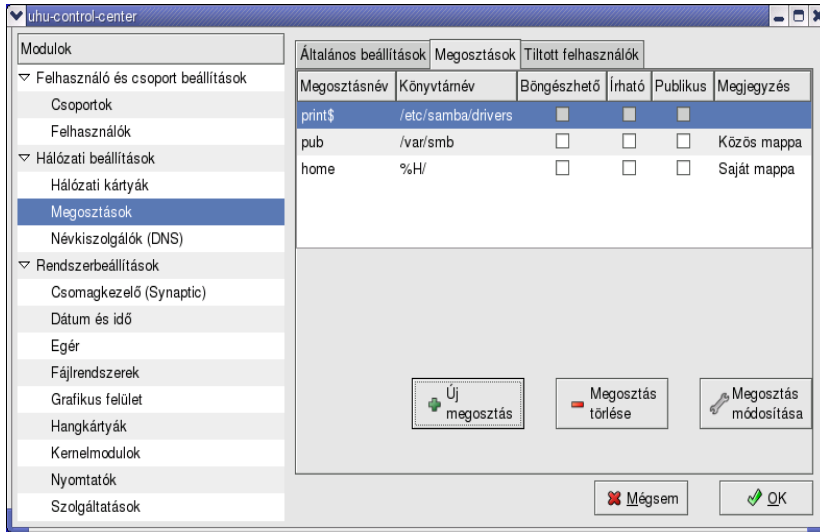 uhu-control-center
Modulok
Felhasználó és csoport beállítások
Csoportok
Felhasználók
Hálózati beállítások
Hálózati kártyák
Megosztások
Névkiszolgálók (DNS)
Rendszerbeállítások
Csomagkezelő (Synaptic)
Dátum és idő
Egér
Fájlrendszerek
Grafikus felület
Hangkártyák
Kernelmodulok
Nyomtatók
Szolgáltatások
Általános beállítások Megosztások Tiltott felhasználók
Megosztásnév Könyvtárnév Böngészhető Írható Publikus Megjegyzés
print$ /etc/samba/drivers
pub /var/smb Közös mappa
home %H/ Saját mappa
Új
megosztás
Megosztás
törlése
Megosztás
módosítása
Mégsem
OK